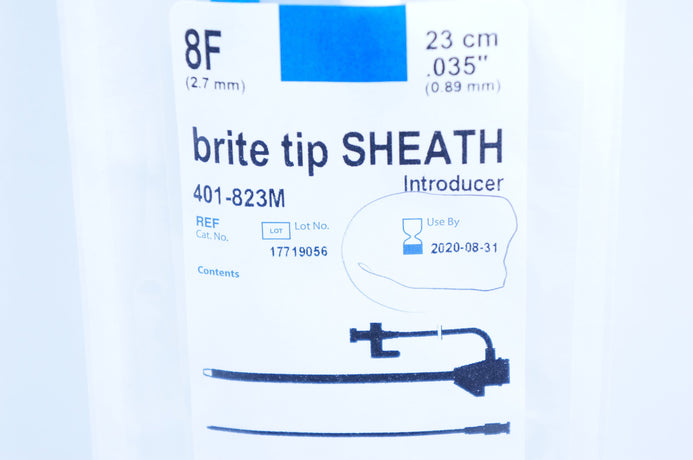 8F
(2.7 mm)
23 cm
.035"
(0.89 mm)
brite tip SHEATH
Introducer
401-823M
REF
Cat. No.
LOT
Lot No.
17719056
Use By
2020-08-31
Contents